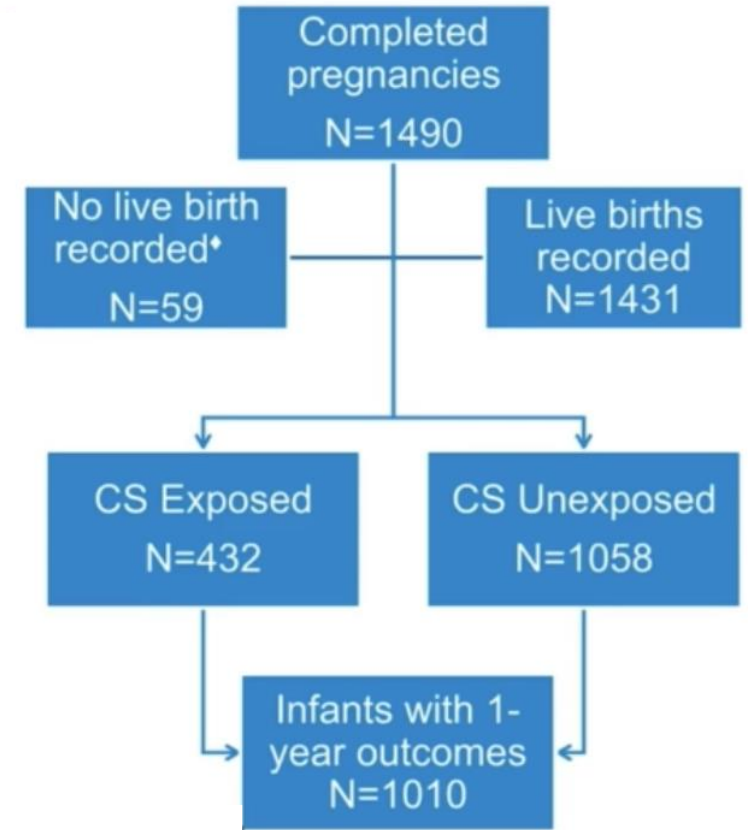 Completed
pregnancies
N=1490
No live birth
recorded♦
N=59
Live births
recorded
N=1431
CS Exposed
N=432
CS Unexposed
N=1058
Infants with 1-
year outcomes
N=1010